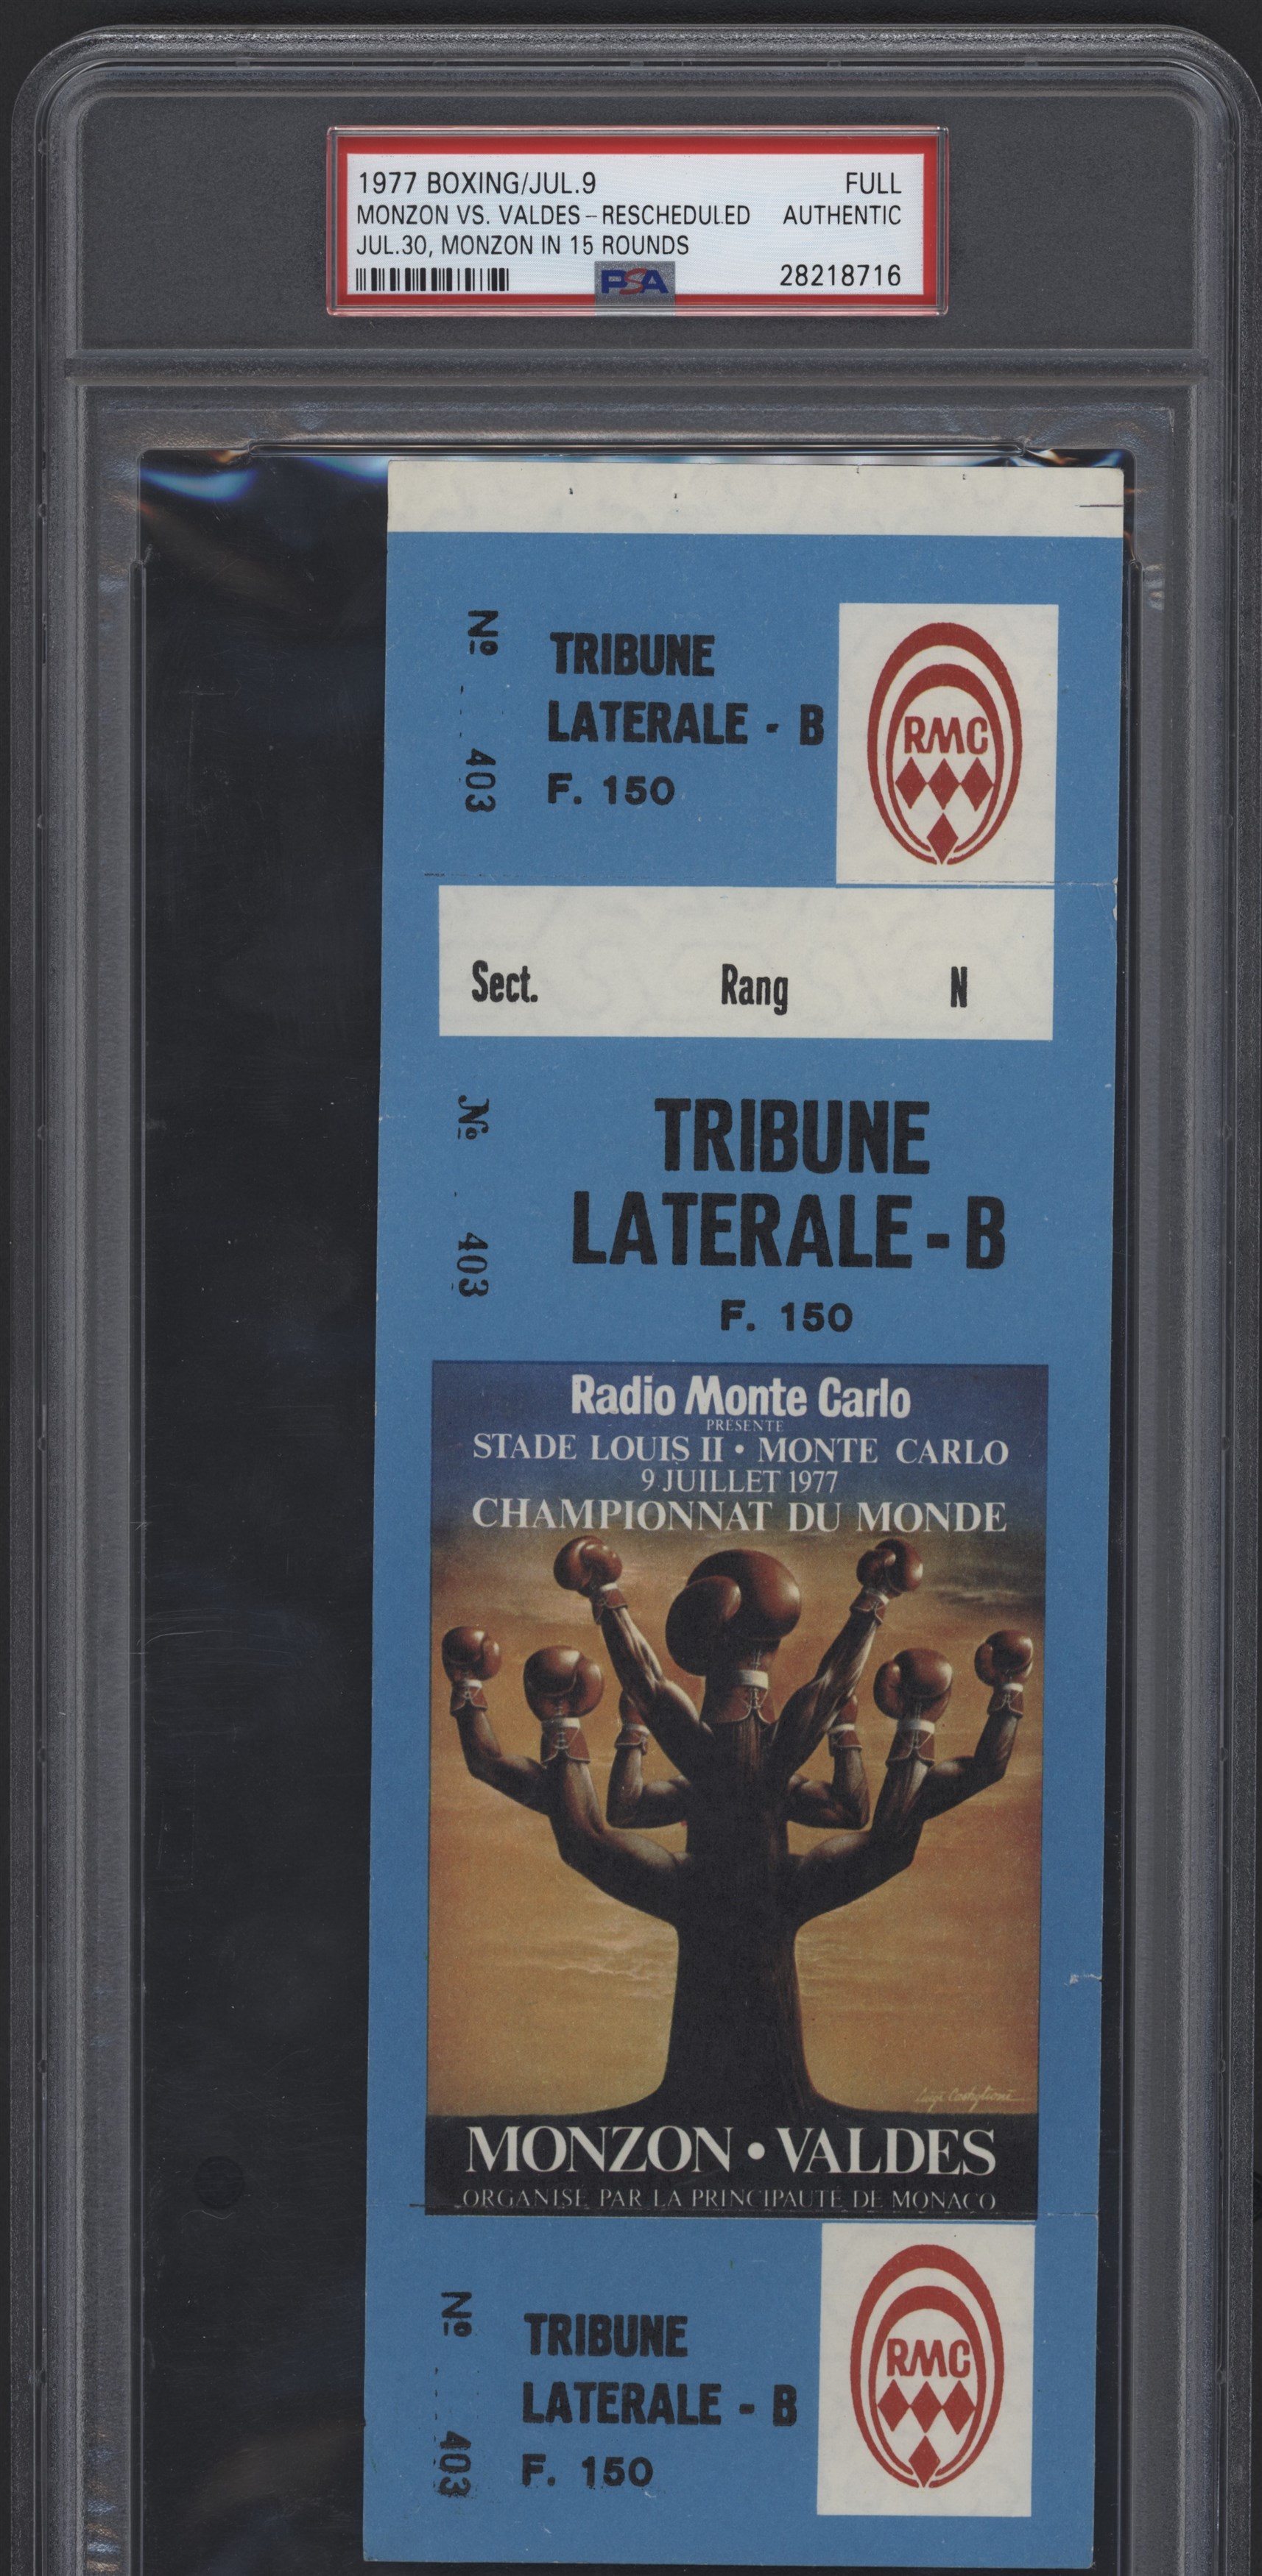 1977 BOXING/JUL.9 FULL
MONZON VS. VALDES-RESCHEDULED AUTHENTIC
JUL.30, MONZON IN 15 ROUNDS
PSA 28218716
Nº 403
TRIBUNE
LATERALE - B
F. 150
RMC
Sect. Rang N
Nº 403
TRIBUNE
LATERALE - B
F. 150
Radio Monte Carlo
PRÉSENTE
STADE LOUIS II • MONTE CARLO
9 JUILLET 1977
CHAMPIONNAT DU MONDE
Luigi Castiglioni
MONZON • VALDES
ORGANISÉ PAR LA PRINCIPAUTÉ DE MONACO
Nº 403
TRIBUNE
LATERALE - B
F. 150
RMC